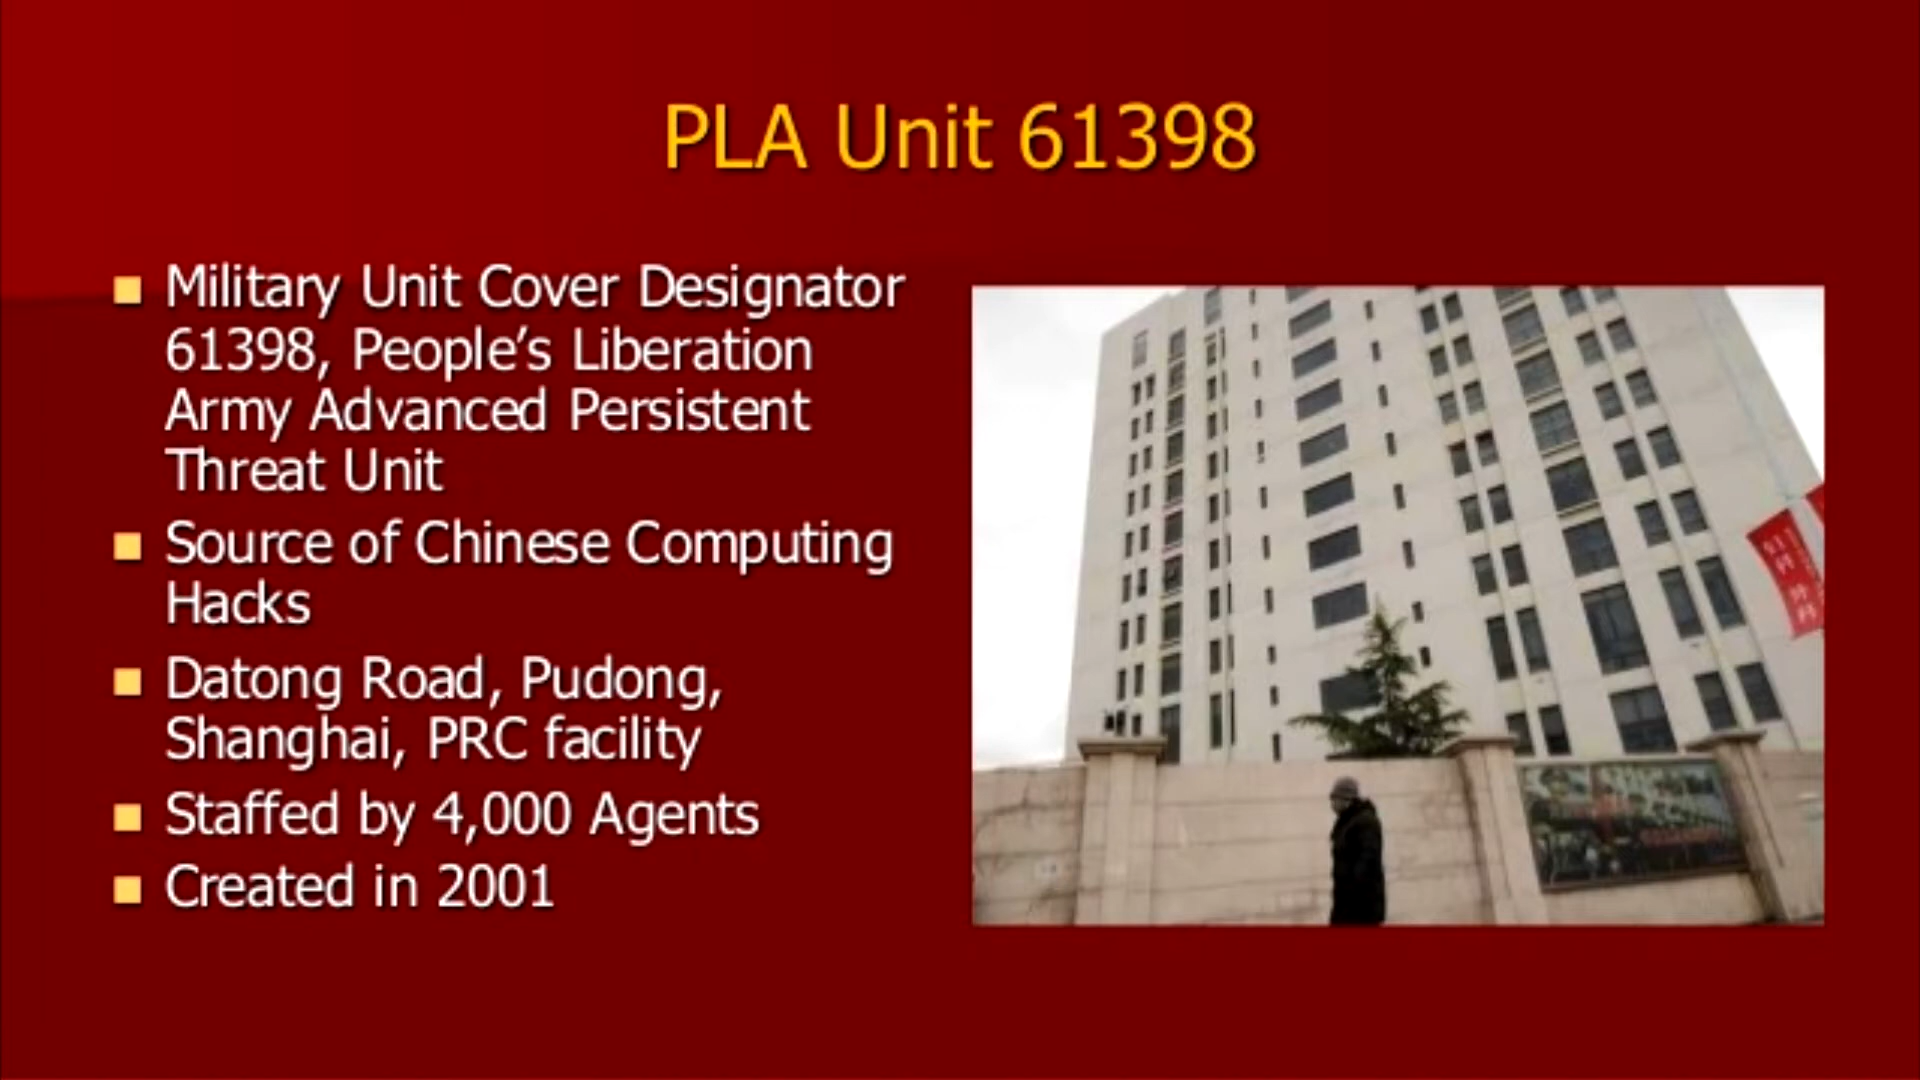 PLA Unit 61398
Military Unit Cover Designator
61398, People’s Liberation
Army Advanced Persistent
Threat Unit
Source of Chinese Computing
Hacks
Datong Road, Pudong,
Shanghai, PRC facility
Staffed by 4,000 Agents
Created in 2001